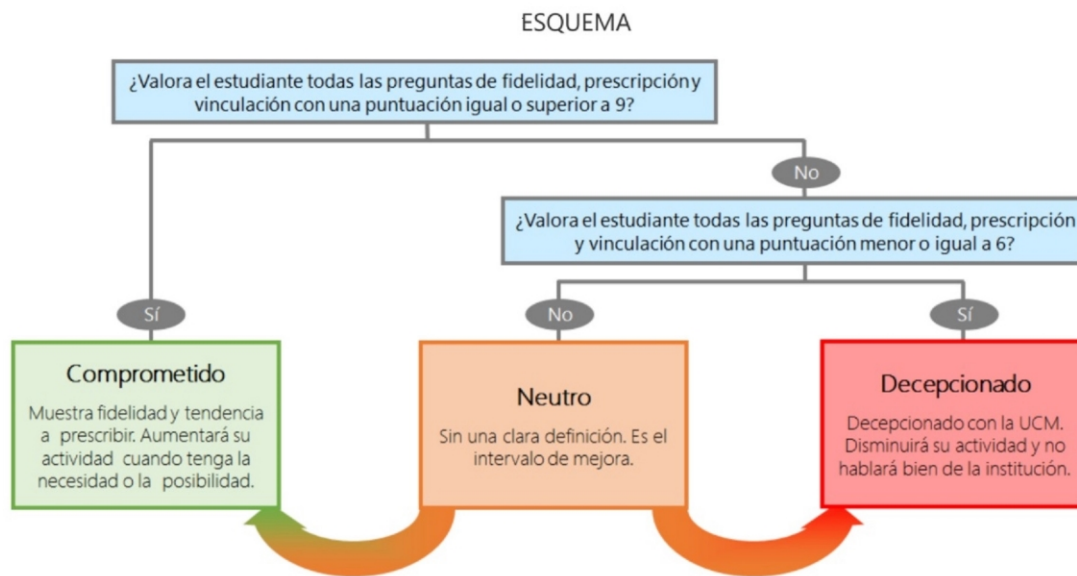 ESQUEMA
¿Valora el estudiante todas las preguntas de fidelidad, prescripción y
vinculación con una puntuación igual o superior a 9?
No
¿Valora el estudiante todas las preguntas de fidelidad, prescripción
y vinculación con una puntuación menor o igual a 6?
Sí
No
Sí
Comprometido
Muestra fidelidad y tendencia
a prescribir. Aumentará su
actividad cuando tenga la
necesidad o la posibilidad.
Neutro
Sin una clara definición. Es el
intervalo de mejora.
Decepcionado
Decepcionado con la UCM.
Disminuirá su actividad y no
hablará bien de la institución.